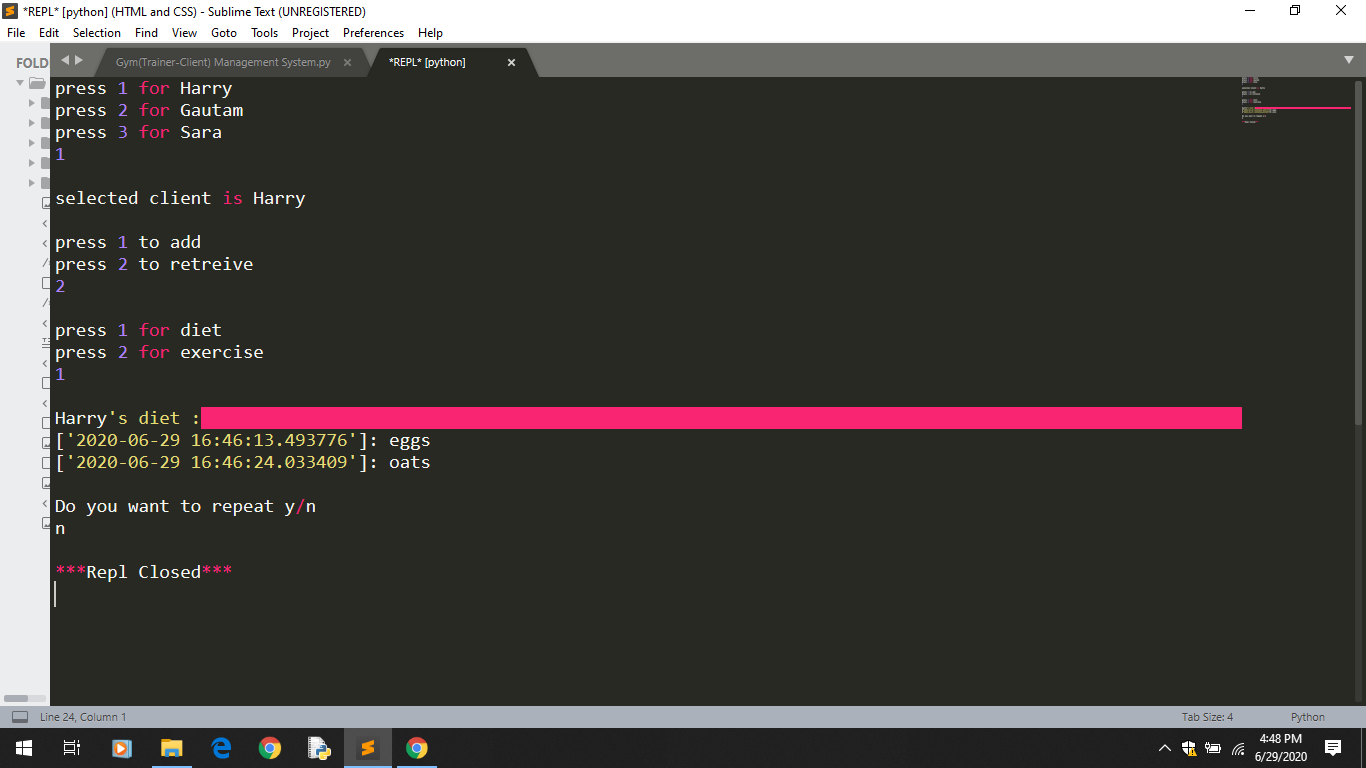 *REPL* [python] (HTML and CSS) - Sublime Text (UNREGISTERED)
File Edit Selection Find View Goto Tools Project Preferences Help
FOLD
Gym(Trainer-Client) Management System.py
*REPL* [python]
press 1 for Harry
press 2 for Gautam
press 3 for Sara
1
selected client is Harry
press 1 to add
press 2 to retreive
2
press 1 for diet
press 2 for exercise
1
Harry's diet :
['2020-06-29 16:46:13.493776']: eggs
['2020-06-29 16:46:24.033409']: oats
Do you want to repeat y/n
n
***Repl Closed***
Line 24, Column 1
Tab Size: 4
Python
4:48 PM
6/29/2020